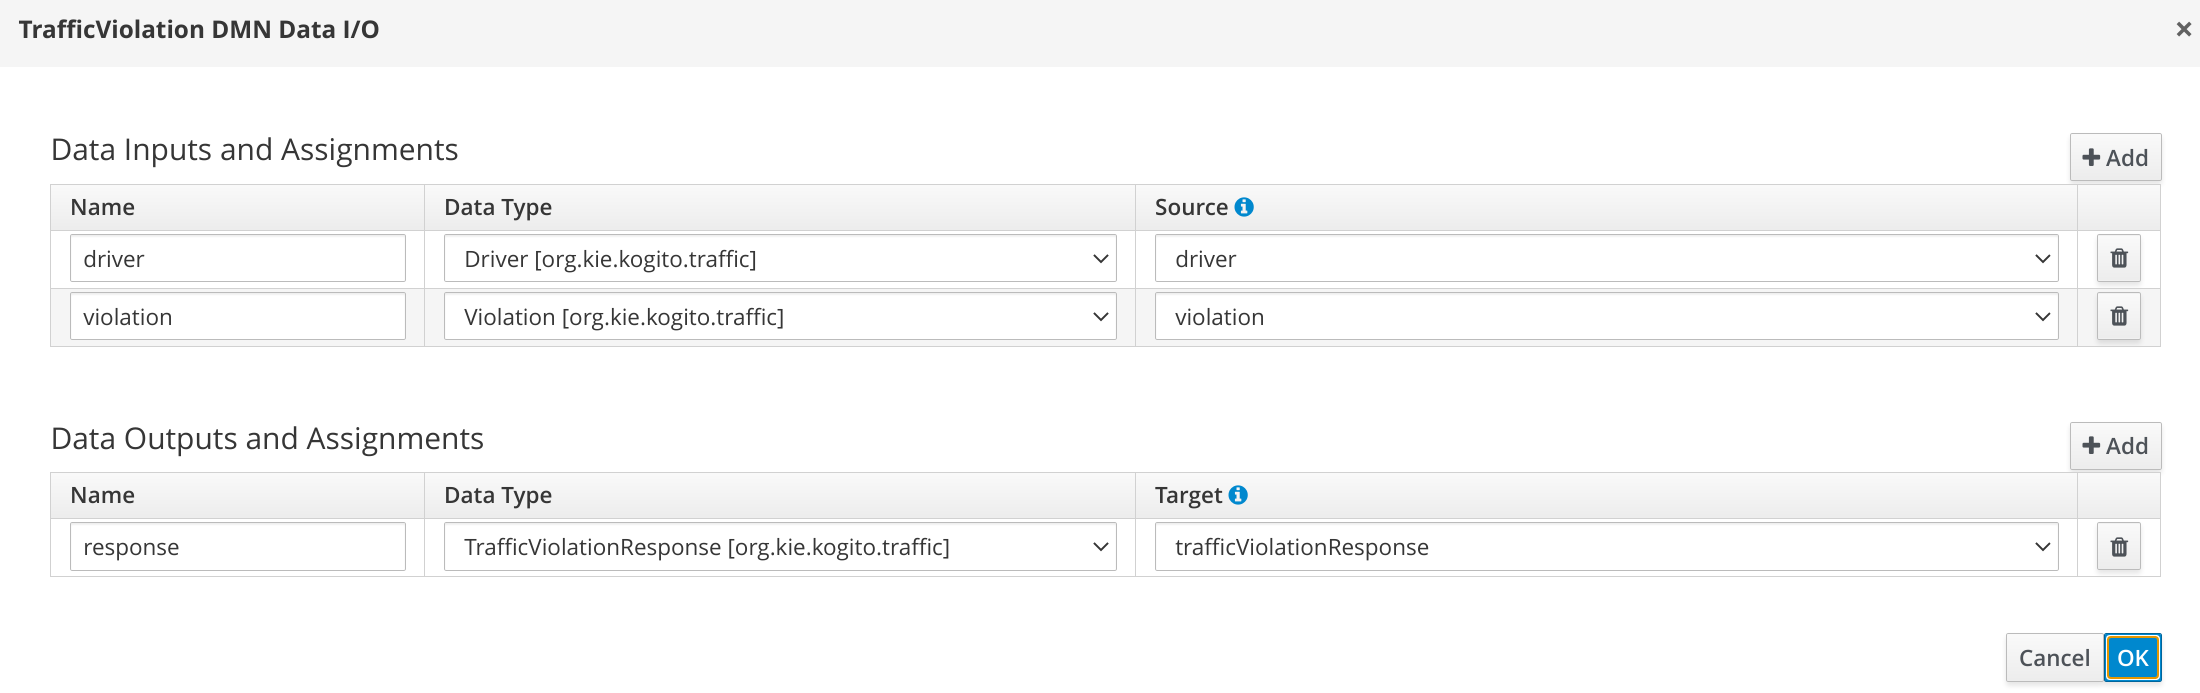 TrafficViolation DMN Data I/O
Data Inputs and Assignments
Add
Name Data Type Source
driver Driver [org.kie.kogito.traffic] driver
violation Violation [org.kie.kogito.traffic] violation
Data Outputs and Assignments
Add
Name Data Type Target
response TrafficViolationResponse [org.kie.kogito.traffic] trafficViolationResponse
Cancel OK